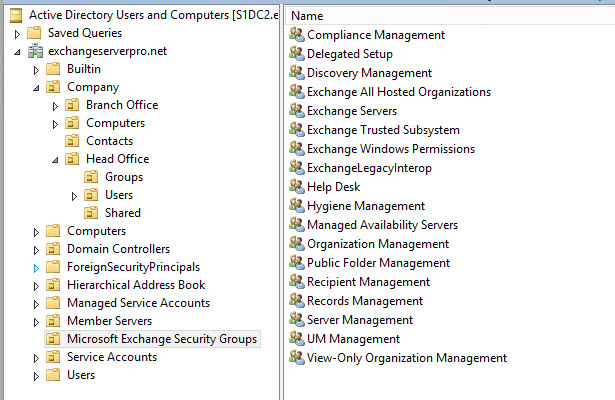 Active Directory Users and Computers [S1DC2.e
Saved Queries
exchangeserverpro.net
Builtin
Company
Branch Office
Computers
Contacts
Head Office
Groups
Users
Shared
Computers
Domain Controllers
ForeignSecurityPrincipals
Hierarchical Address Book
Managed Service Accounts
Member Servers
Microsoft Exchange Security Groups
Service Accounts
Users
Name
Compliance Management
Delegated Setup
Discovery Management
Exchange All Hosted Organizations
Exchange Servers
Exchange Trusted Subsystem
Exchange Windows Permissions
ExchangeLegacyInterop
Help Desk
Hygiene Management
Managed Availability Servers
Organization Management
Public Folder Management
Recipient Management
Records Management
Server Management
UM Management
View-Only Organization Management